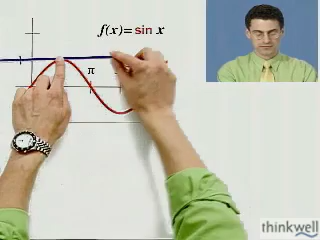 f(x)=sin x
π
thinkwell